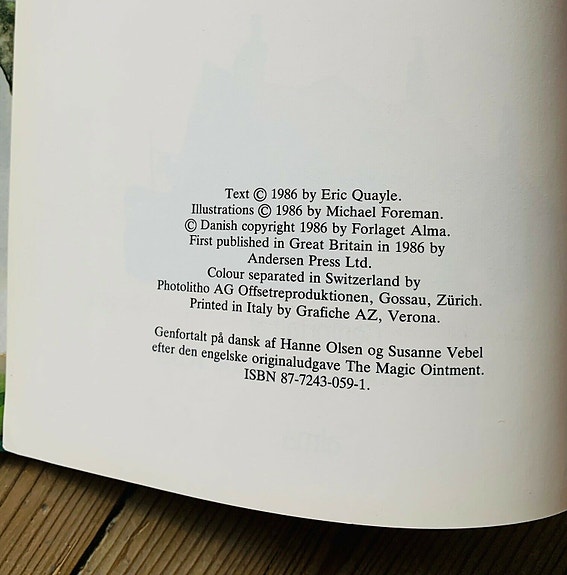 Text © 1986 by Eric Quayle.
Illustrations © 1986 by Michael Foreman.
© Danish copyright 1986 by Forlaget Alma.
First published in Great Britain in 1986 by
Andersen Press Ltd.
Colour separated in Switzerland by
Photolitho AG Offsetreproduktionen, Gossau, Zürich.
Printed in Italy by Grafiche AZ, Verona.
Genfortalt på dansk af Hanne Olsen og Susanne Vebel
efter den engelske originaludgave The Magic Ointment.
ISBN 87-7243-059-1.